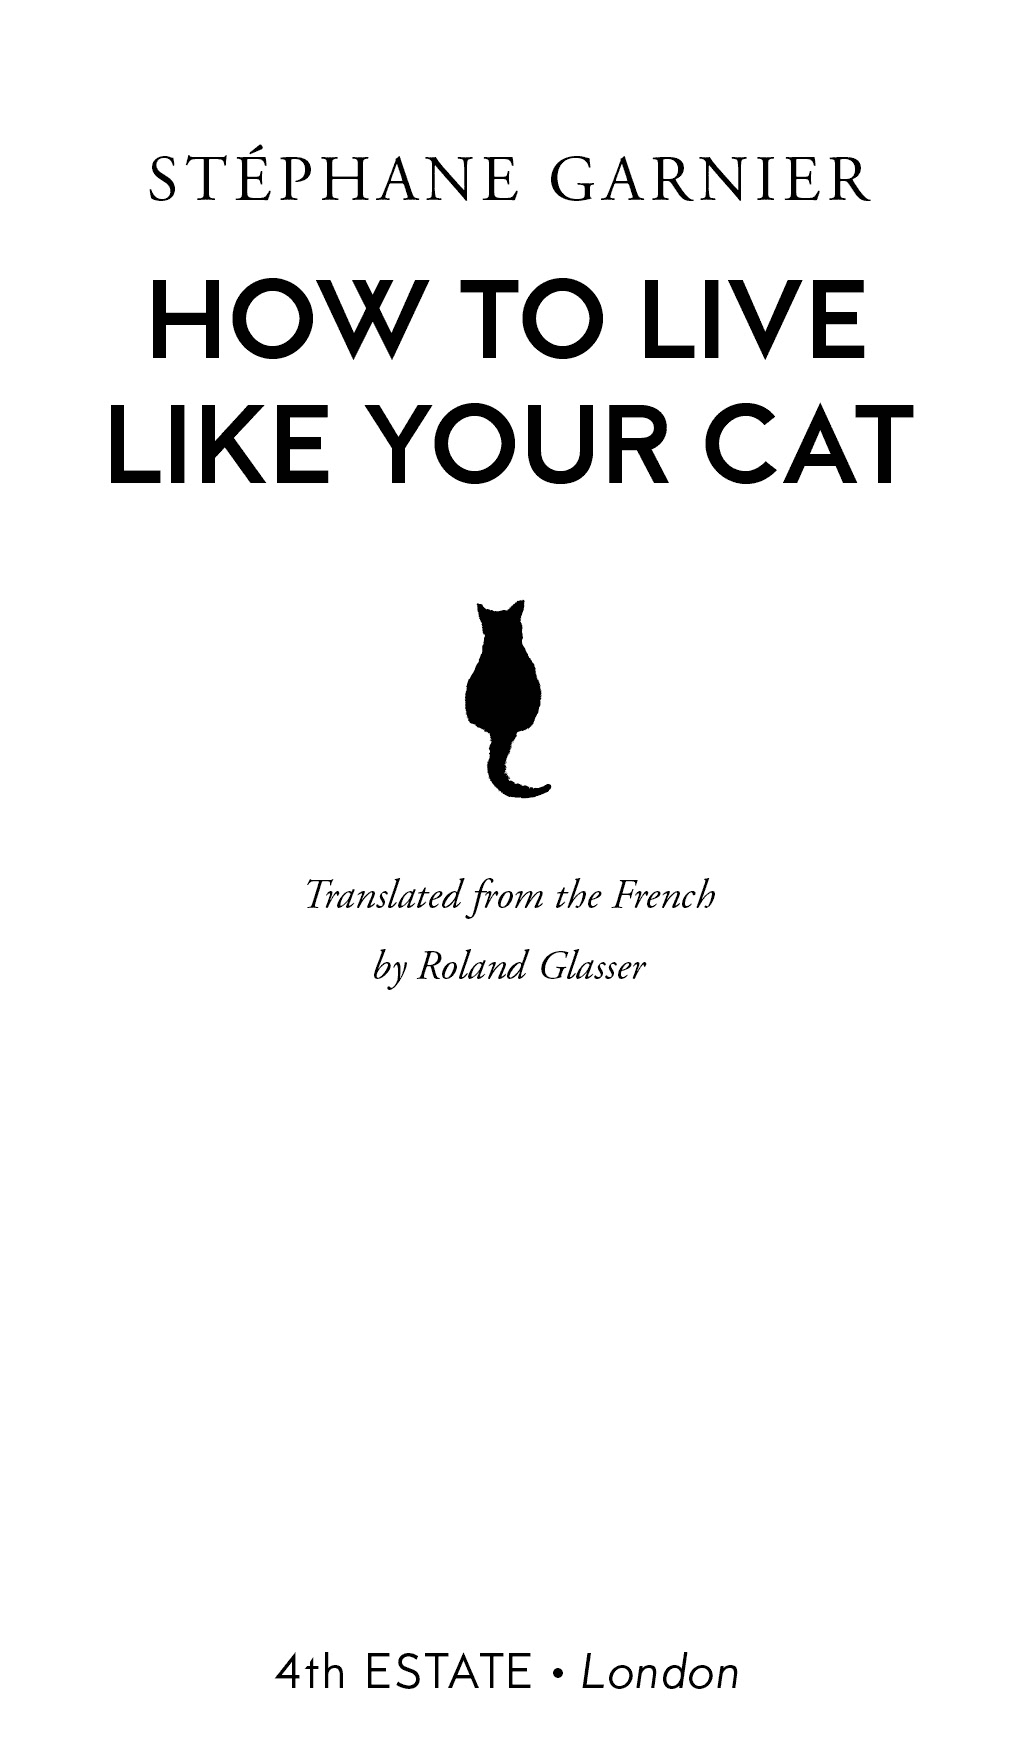 STÉPHANE GARNIER
HOW TO LIVE
LIKE YOUR CAT
Translated from the French
by Roland Glasser
4th ESTATE • London